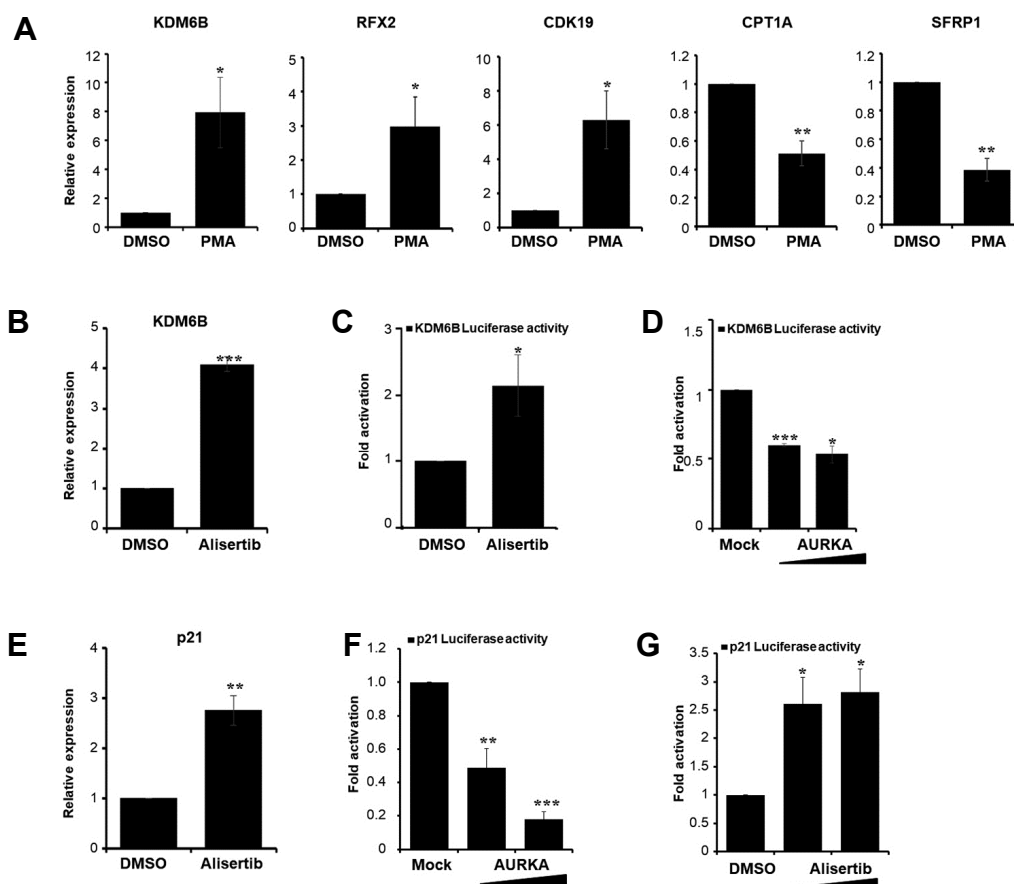 A
KDM6B
RFX2
CDK19
CPT1A
SFRP1
Relative expression
12
10
8
6
4
2
0
*
DMSO PMA
5
4
3
2
1
0
*
DMSO PMA
10
8
6
4
2
0
*
DMSO PMA
1.2
1
0.8
0.6
0.4
0.2
0
**
DMSO PMA
1.2
1
0.8
0.6
0.4
0.2
0
**
DMSO PMA
B
KDM6B
Relative expression
5
4
3
2
1
0
***
DMSO Alisertib
C
KDM6B Luciferase activity
Fold activation
3
2
1
0
*
DMSO Alisertib
D
KDM6B Luciferase activity
Fold activation
1.5
1
0.5
0
***
*
Mock AURKA
E
p21
Relative expression
4
3
2
1
0
**
DMSO Alisertib
F
p21 Luciferase activity
Fold activation
1.2
1.0
0.8
0.6
0.4
0.2
0
**
***
Mock AURKA
G
p21 Luciferase activity
Fold activation
3.5
3
2.5
2
1.5
1
0.5
0
*
*
DMSO Alisertib